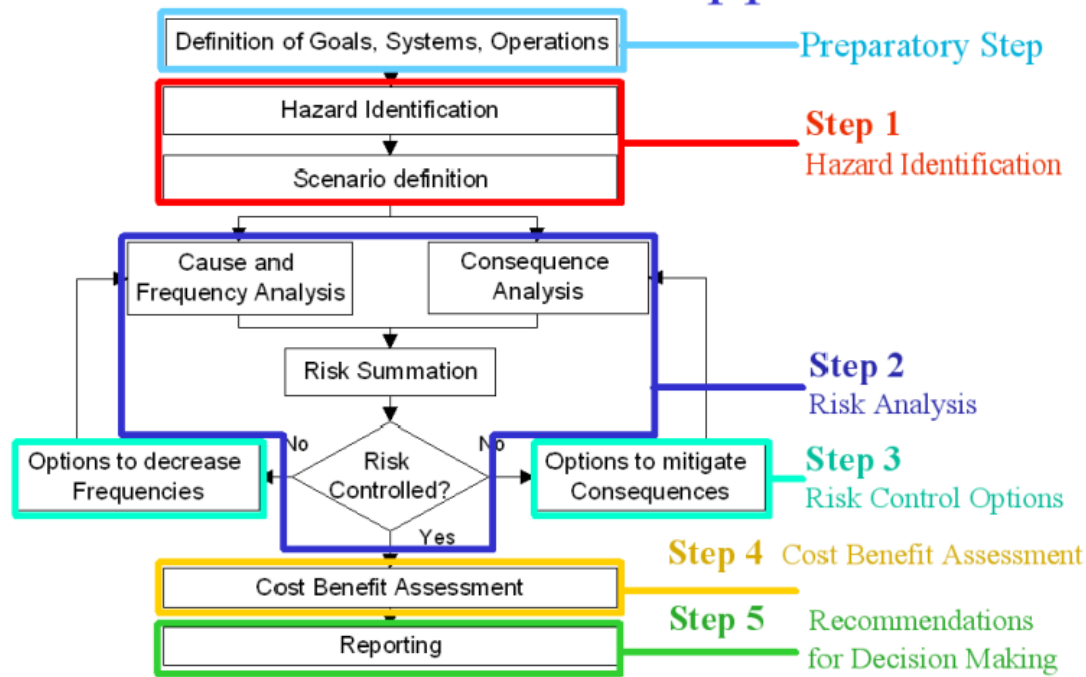 Definition of Goals, Systems, Operations
Preparatory Step
Hazard Identification
Step 1
Hazard Identification
Scenario definition
Cause and
Frequency Analysis
Consequence
Analysis
Risk Summation
Step 2
Risk Analysis
No
No
Options to decrease
Frequencies
Risk
Controlled?
Options to mitigate
Consequences
Step 3
Risk Control Options
Yes
Step 4 Cost Benefit Assessment
Cost Benefit Assessment
Step 5 Recommendations
for Decision Making
Reporting